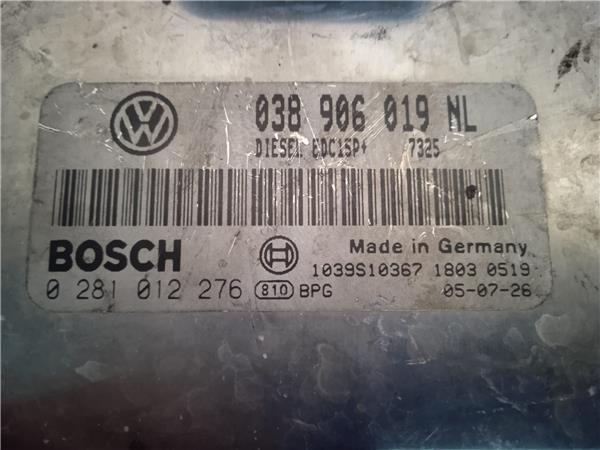 038 906 019 NL
DIESEL EDC15P+ 7325
BOSCH
Made in Germany
1039S10367 1803 0519
0 281 012 276 810 BPG 05-07-26